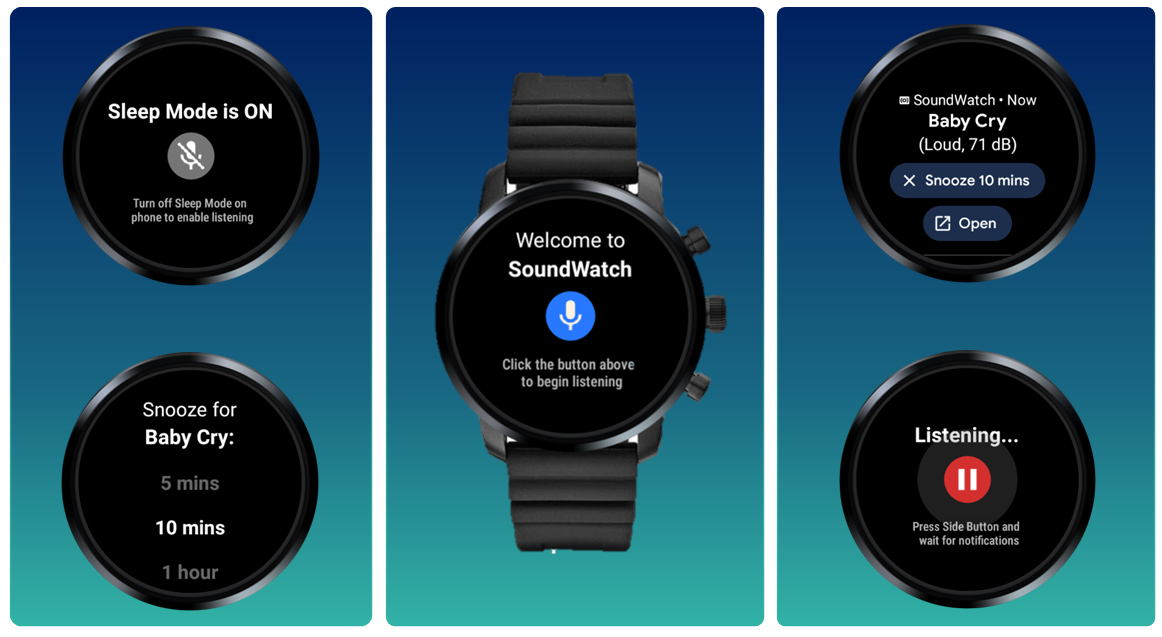 Sleep Mode is ON
Turn off Sleep Mode on
phone to enable listening
Snooze for
Baby Cry:
5 mins
10 mins
1 hour
Welcome to
SoundWatch
Click the button above
to begin listening
SoundWatch • Now
Baby Cry
(Loud, 71 dB)
Snooze 10 mins
Open
Listening...
Press Side Button and
wait for notifications